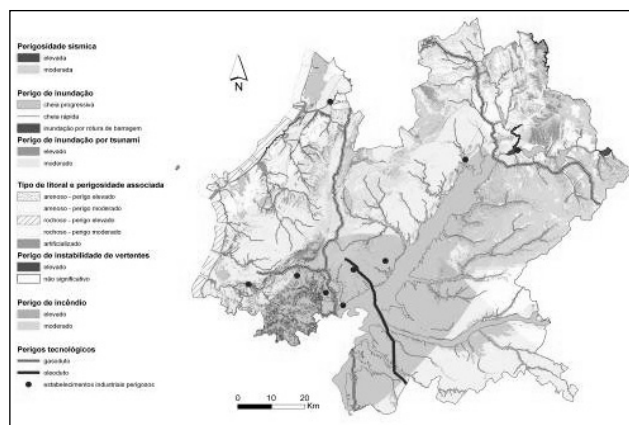 Perigosidade sísmica
elevada
moderada
Perigo de inundação
cheia progressiva
cheia rápida
inundação por rotura de barragem
Perigo de inundação por tsunami
elevado
moderado
Tipo de litoral e perigosidade associada
arenoso - perigo elevado
arenoso - perigo moderado
rochoso - perigo elevado
rochoso - perigo moderado
artificializado
Perigo de instabilidade de vertentes
elevado
não significativo
Perigo de incêndio
elevado
moderado
Perigos tecnológicos
gasoduto
oleoduto
estabelecimentos industriais perigosos
N
0 10 20
Km